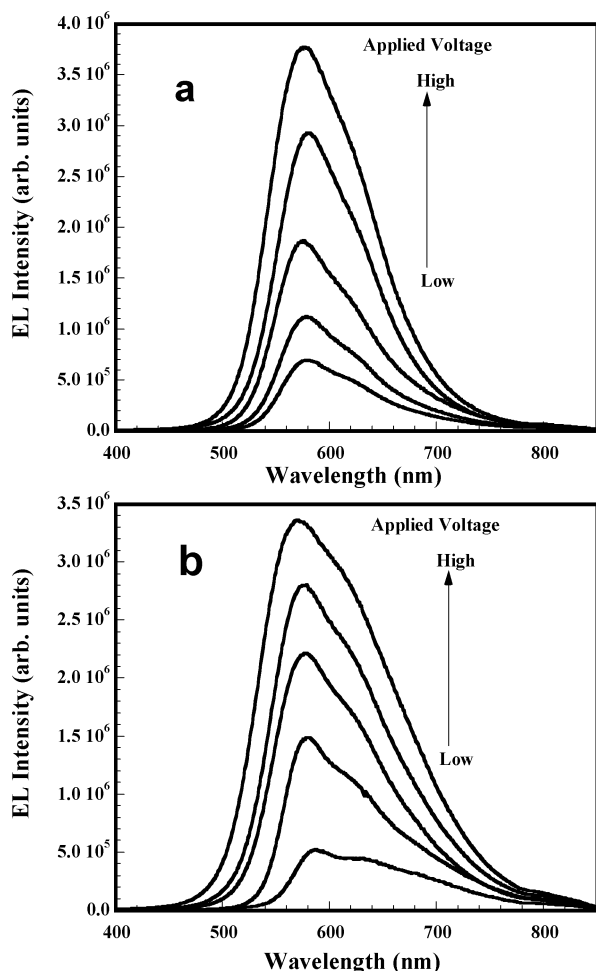 4.0 10⁶
Applied Voltage
3.5 10⁶
High
a
3.0 10⁶
2.5 10⁶
2.0 10⁶
1.5 10⁶
Low
1.0 10⁶
5.0 10⁵
0.0
EL Intensity (arb. units)
400 500 600 700 800
Wavelength (nm)
3.5 10⁶
Applied Voltage
3.0 10⁶
High
b
2.5 10⁶
2.0 10⁶
1.5 10⁶
Low
1.0 10⁶
5.0 10⁵
0.0
EL Intensity (arb. units)
400 500 600 700 800
Wavelength (nm)